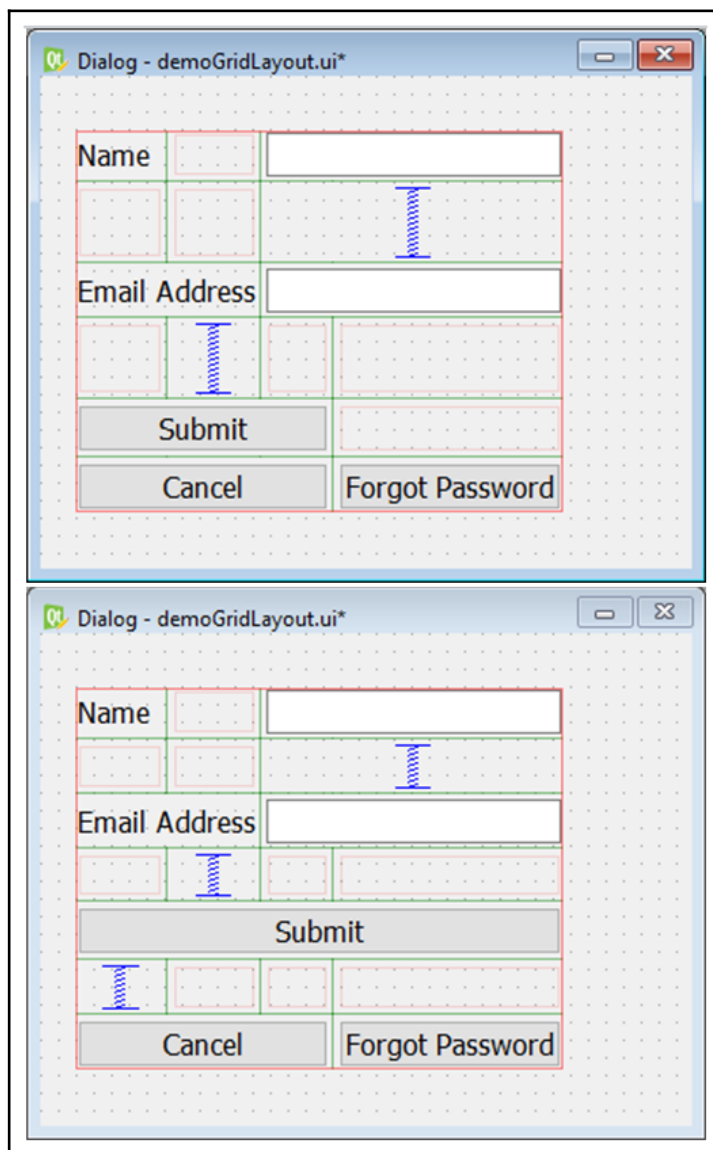 Dialog - demoGridLayout.ui*
Name
Email Address
Submit
Cancel Forgot Password
Dialog - demoGridLayout.ui*
Name
Email Address
Submit
Cancel Forgot Password